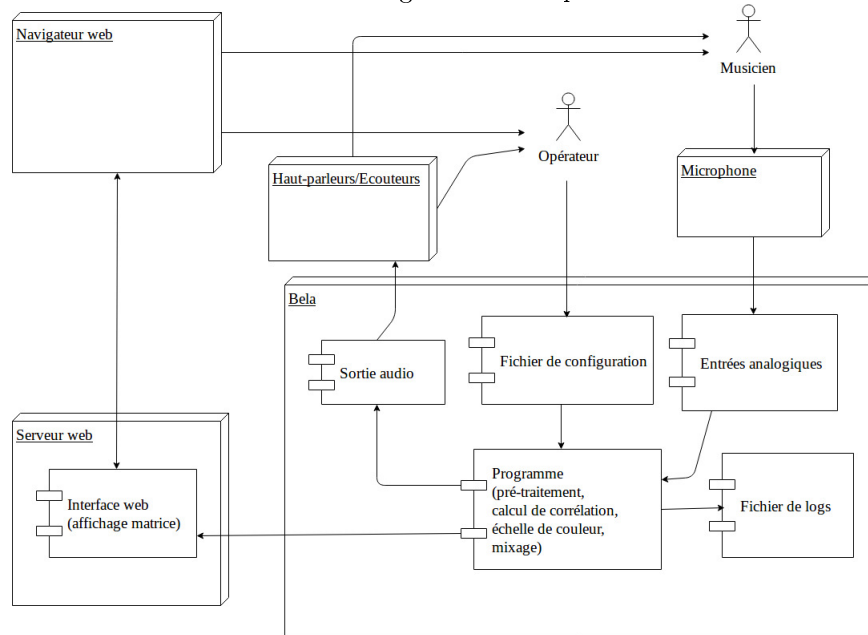 Navigateur web
Musicien
Opérateur
Haut-parleurs/Ecouteurs
Microphone
Bela
Sortie audio
Fichier de configuration
Entrées analogiques
Serveur web
Interface web
(affichage matrice)
Programme
(pré-traitement,
calcul de corrélation,
échelle de couleur,
mixage)
Fichier de logs